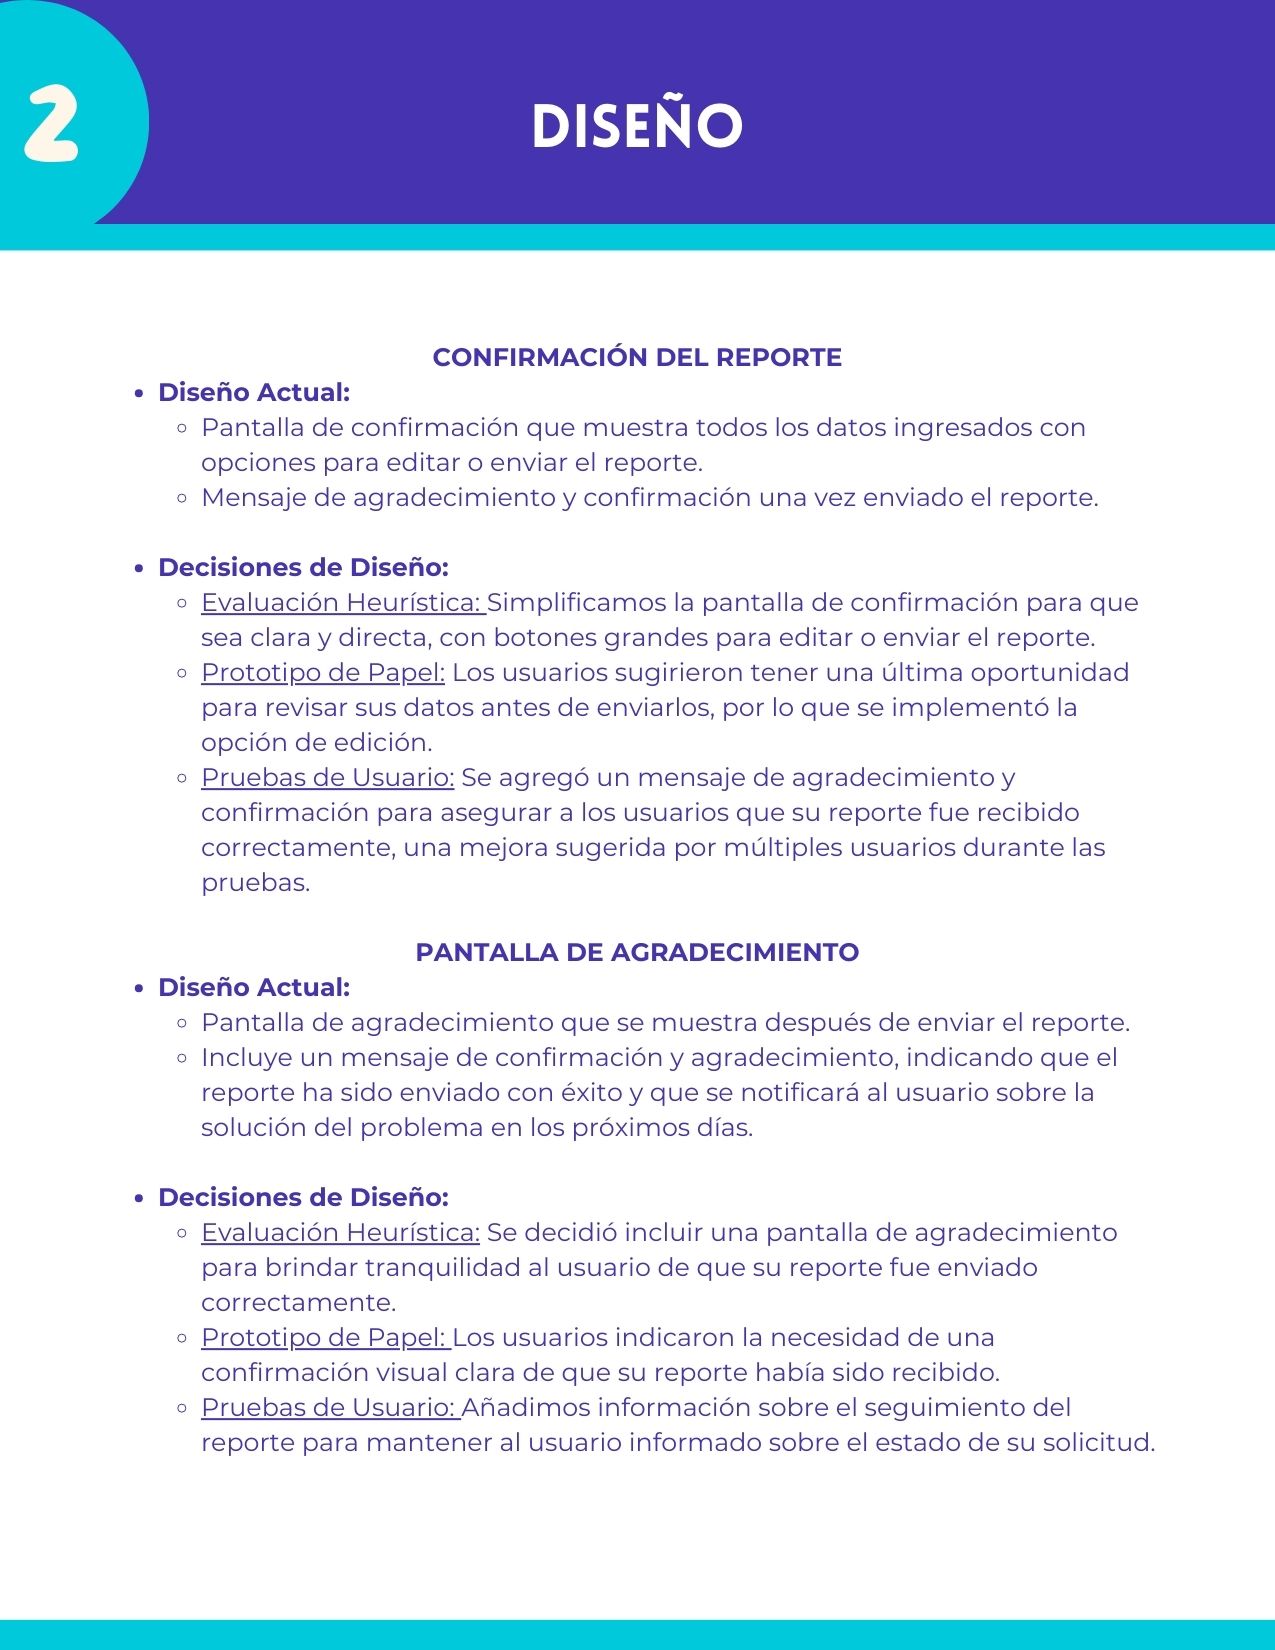 2
DISEÑO
CONFIRMACIÓN DEL REPORTE
• Diseño Actual:
◦ Pantalla de confirmación que muestra todos los datos ingresados con
opciones para editar o enviar el reporte.
◦ Mensaje de agradecimiento y confirmación una vez enviado el reporte.
• Decisiones de Diseño:
◦ Evaluación Heurística: Simplificamos la pantalla de confirmación para que
sea clara y directa, con botones grandes para editar o enviar el reporte.
◦ Prototipo de Papel: Los usuarios sugirieron tener una última oportunidad
para revisar sus datos antes de enviarlos, por lo que se implementó la
opción de edición.
◦ Pruebas de Usuario: Se agregó un mensaje de agradecimiento y
confirmación para asegurar a los usuarios que su reporte fue recibido
correctamente, una mejora sugerida por múltiples usuarios durante las
pruebas.
PANTALLA DE AGRADECIMIENTO
• Diseño Actual:
◦ Pantalla de agradecimiento que se muestra después de enviar el reporte.
◦ Incluye un mensaje de confirmación y agradecimiento, indicando que el
reporte ha sido enviado con éxito y que se notificará al usuario sobre la
solución del problema en los próximos días.
• Decisiones de Diseño:
◦ Evaluación Heurística: Se decidió incluir una pantalla de agradecimiento
para brindar tranquilidad al usuario de que su reporte fue enviado
correctamente.
◦ Prototipo de Papel: Los usuarios indicaron la necesidad de una
confirmación visual clara de que su reporte había sido recibido.
◦ Pruebas de Usuario: Añadimos información sobre el seguimiento del
reporte para mantener al usuario informado sobre el estado de su solicitud.